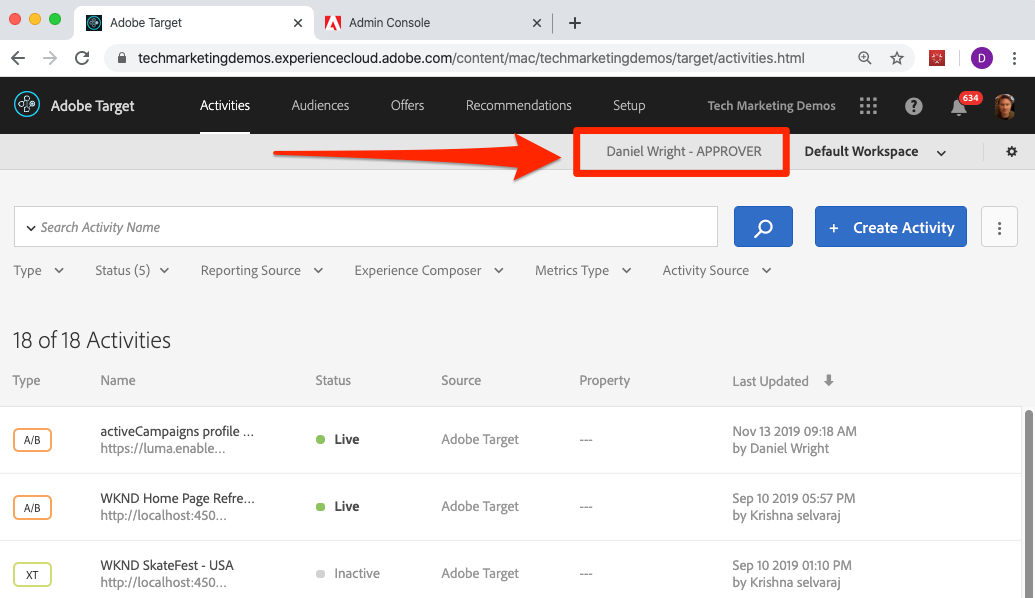 Adobe Target
Admin Console
techmarketingdemos.experiencecloud.adobe.com/content/mac/techmarketingdemos/target/activities.html
D
Adobe Target
Activities
Audiences
Offers
Recommendations
Setup
Tech Marketing Demos
634
Daniel Wright - APPROVER
Default Workspace
Search Activity Name
+ Create Activity
Type
Status (5)
Reporting Source
Experience Composer
Metrics Type
Activity Source
18 of 18 Activities
Type
Name
Status
Source
Property
Last Updated
A/B
activeCampaigns profile ...
https://luma.enable...
Live
Adobe Target
---
Nov 13 2019 09:18 AM
by Daniel Wright
A/B
WKND Home Page Refre...
http://localhost:450...
Live
Adobe Target
---
Sep 10 2019 05:57 PM
by Krishna selvaraj
XT
WKND SkateFest - USA
http://localhost:450...
Inactive
Adobe Target
---
Sep 10 2019 01:10 PM
by Krishna selvaraj